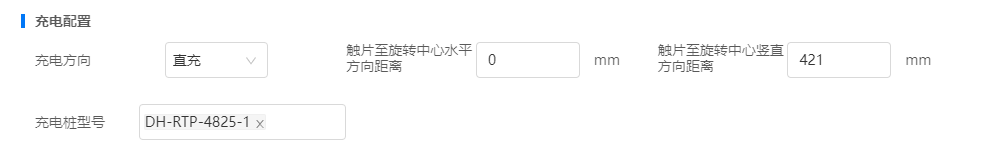 充电配置
充电方向
直充
触片至旋转中心水平
方向距离
0
mm
触片至旋转中心竖直
方向距离
421
mm
充电桩型号
DH-RTP-4825-1 x